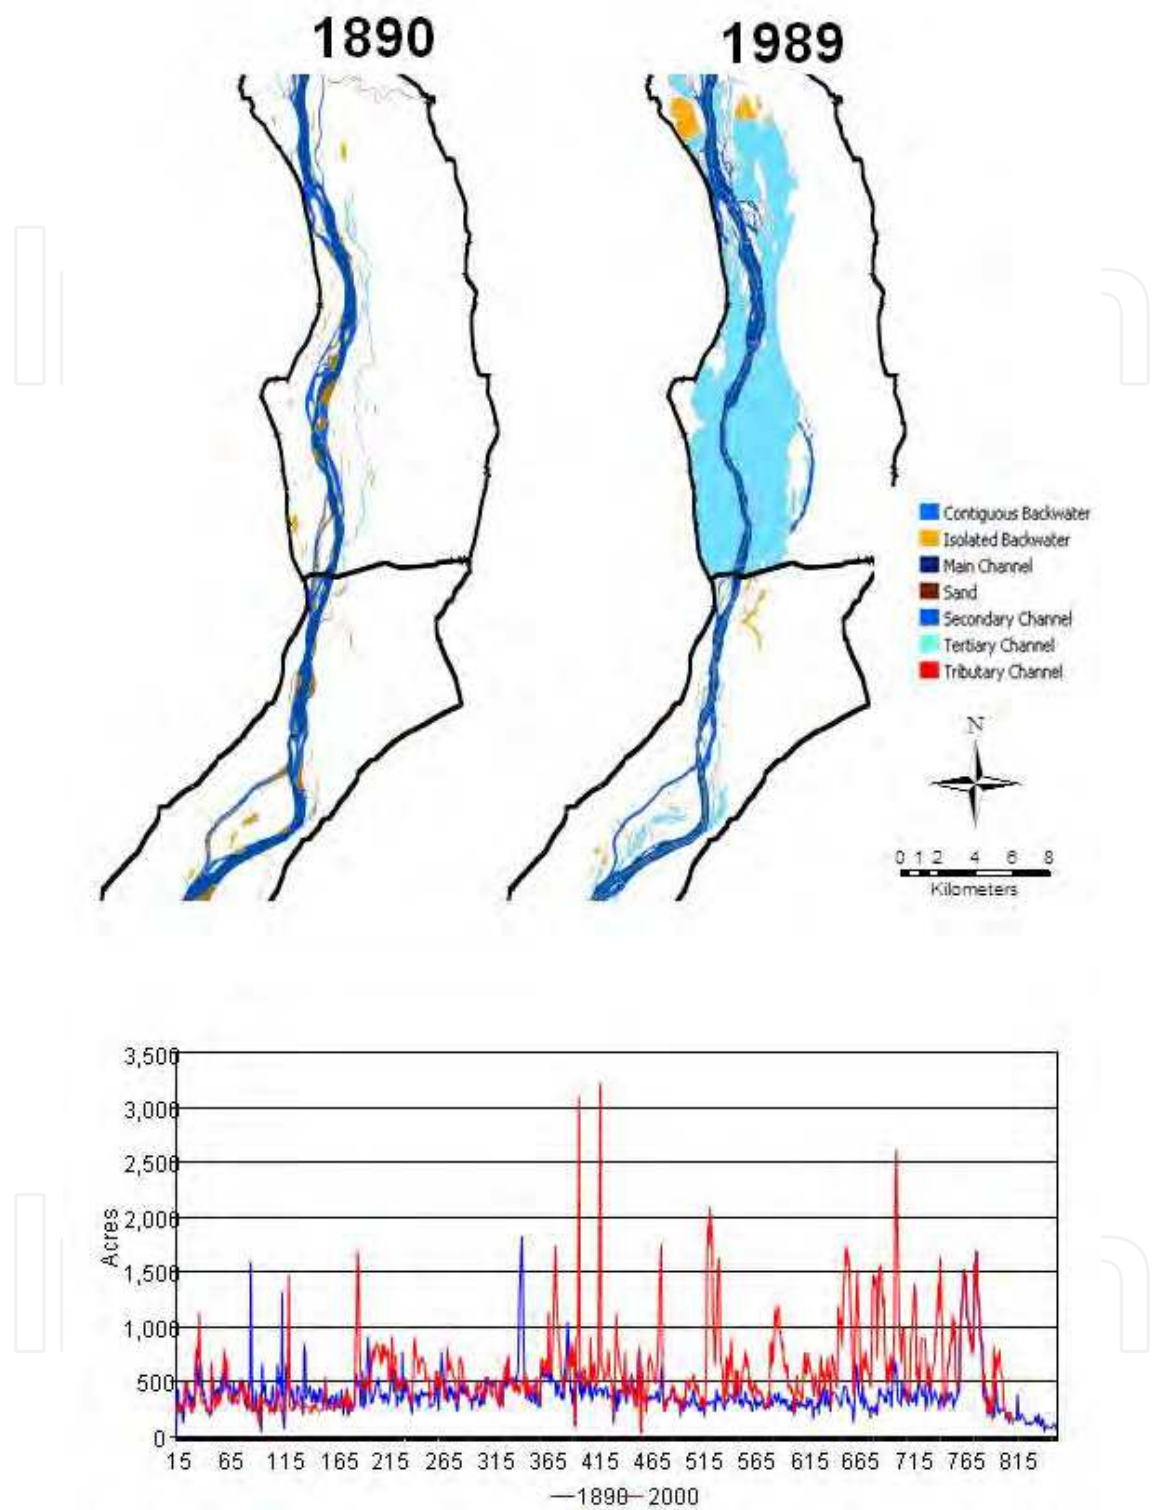 1890
1989
Contiguous Backwater
Isolated Backwater
Main Channel
Sand
Secondary Channel
Tertiary Channel
Tributary Channel
N
0 1 2 4 6 8
Kilometers
3,500
3,000
2,500
2,000
1,500
1,000
500
0
Acres
15 65 115 165 215 265 315 365 415 465 515 565 615 665 715 765 815
1890 2000